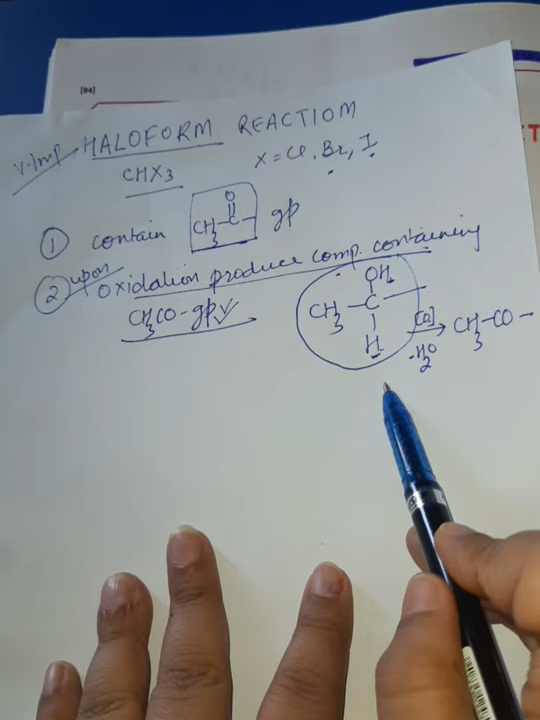 [84]
V.Imp. HALOFORM REACTIOM
CHX3
X = Cl, Br, I
① contain CH3-C- gp
O
② upon Oxidation produce comp. containing
CH3CO - gp ✓
OH
CH3 - C - [O] → CH3-CO -
H -H2O